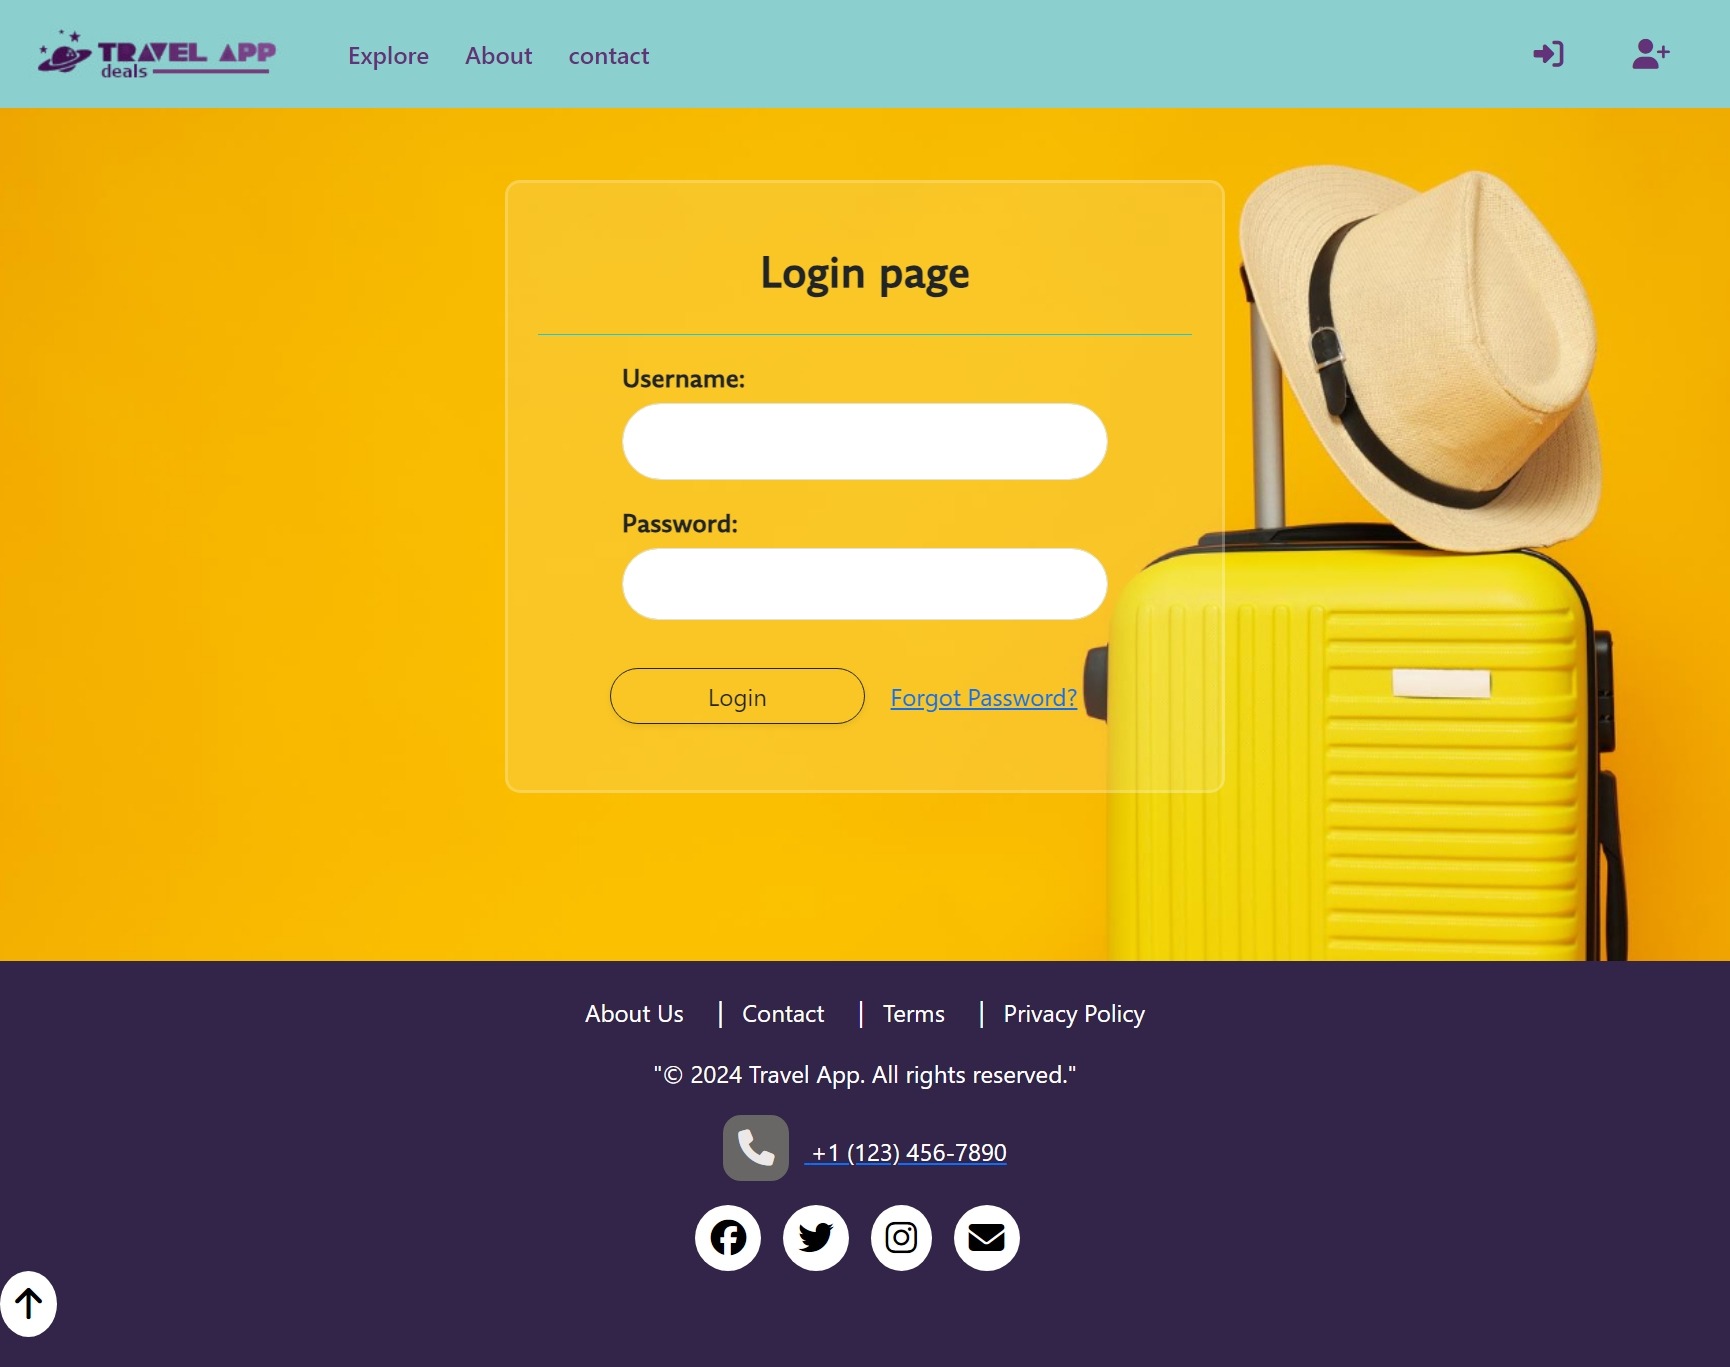 TRAVEL APP
deals
Explore About contact
Login page
Username:
Password:
Login Forgot Password?
About Us | Contact | Terms | Privacy Policy
"© 2024 Travel App. All rights reserved."
+1 (123) 456-7890